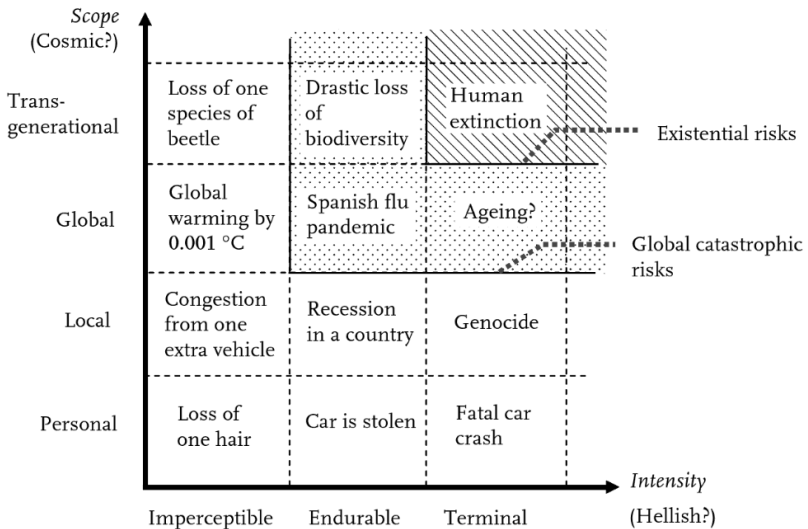 Scope
(Cosmic?)
Trans-
generational
Loss of one
species of
beetle
Drastic loss
of
biodiversity
Human
extinction
Existential risks
Global
Global
warming by
0.001 °C
Spanish flu
pandemic
Ageing?
Global catastrophic
risks
Local
Congestion
from one
extra vehicle
Recession
in a country
Genocide
Personal
Loss of
one hair
Car is stolen
Fatal car
crash
Intensity
(Hellish?)
Imperceptible
Endurable
Terminal